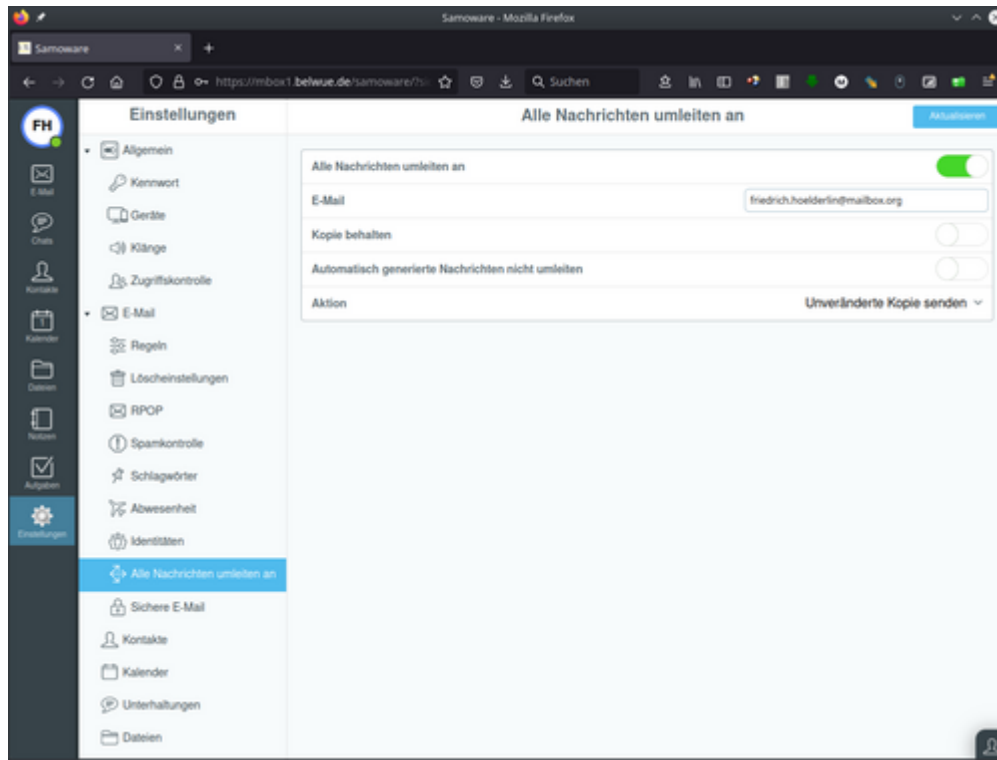 Samoware - Mozilla Firefox
Samoware
https://mbox1.belwue.de/samoware/?si
Suchen
FH
E-Mail
Chats
Kontakte
Kalender
Dateien
Notizen
Aufgaben
Einstellungen
Einstellungen
Allgemein
Kennwort
Geräte
Klänge
Zugriffskontrolle
E-Mail
Regeln
Löscheinstellungen
RPOP
Spamkontrolle
Schlagwörter
Abwesenheit
Identitäten
Alle Nachrichten umleiten an
Sichere E-Mail
Kontakte
Kalender
Unterhaltungen
Dateien
Alle Nachrichten umleiten an
Aktualisieren
Alle Nachrichten umleiten an
E-Mail friedrich.hoelderlin@mailbox.org
Kopie behalten
Automatisch generierte Nachrichten nicht umleiten
Aktion Unveränderte Kopie senden